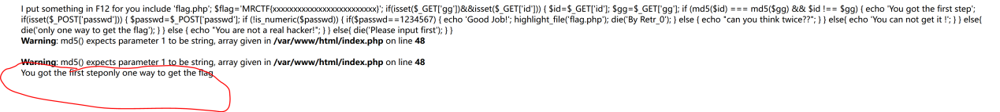 I put something in F12 for you include 'flag.php'; $flag='MRCTF{xxxxxxxxxxxxxxxxxxxxxxxxx}'; if(isset($_GET['gg'])&&isset($_GET['id'])) { $id=$_GET['id']; $gg=$_GET['gg']; if (md5($id) === md5($gg) && $id !== $gg) { echo 'You got the first step';
if(isset($_POST['passwd'])) { $passwd=$_POST['passwd']; if (!is_numeric($passwd)) { if($passwd==1234567) { echo 'Good Job!'; highlight_file('flag.php'); die('By Retr_0'); } else { echo "can you think twice??"; } } else{ echo 'You can not get it !'; } } else{
die('only one way to get the flag'); } } else { echo "You are not a real hacker!"; } } else{ die('Please input first'); } }
Warning: md5() expects parameter 1 to be string, array given in /var/www/html/index.php on line 48
Warning: md5() expects parameter 1 to be string, array given in /var/www/html/index.php on line 48
You got the first steponly one way to get the flag